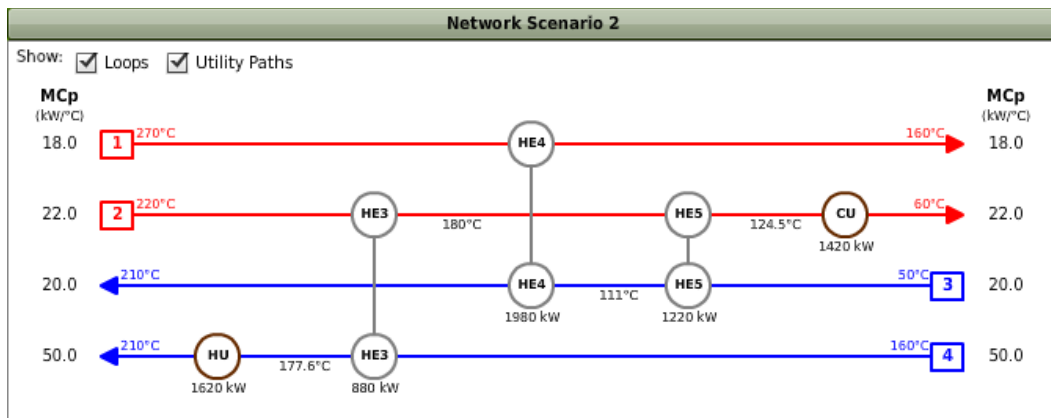 Network Scenario 2
Show: Loops Utility Paths
MCp MCp
(kW/°C) (kW/°C)
270°C 160°C
18.0 1 HE4 18.0
220°C 60°C
22.0 2 HE3 HE5 CU 22.0
180°C 124.5°C
1420 kW
210°C 50°C
20.0 HE4 HE5 3 20.0
111°C
1980 kW 1220 kW
210°C 160°C
50.0 HU HE3 4 50.0
177.6°C
1620 kW 880 kW